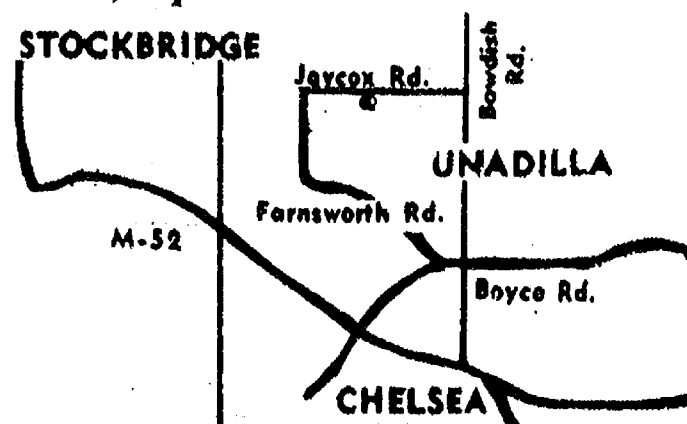 STOCKBRIDGE
Jaycox Rd.
Bowdish
Rd.
UNADILLA
Farnsworth Rd.
M-52
Boyce Rd.
CHELSEA